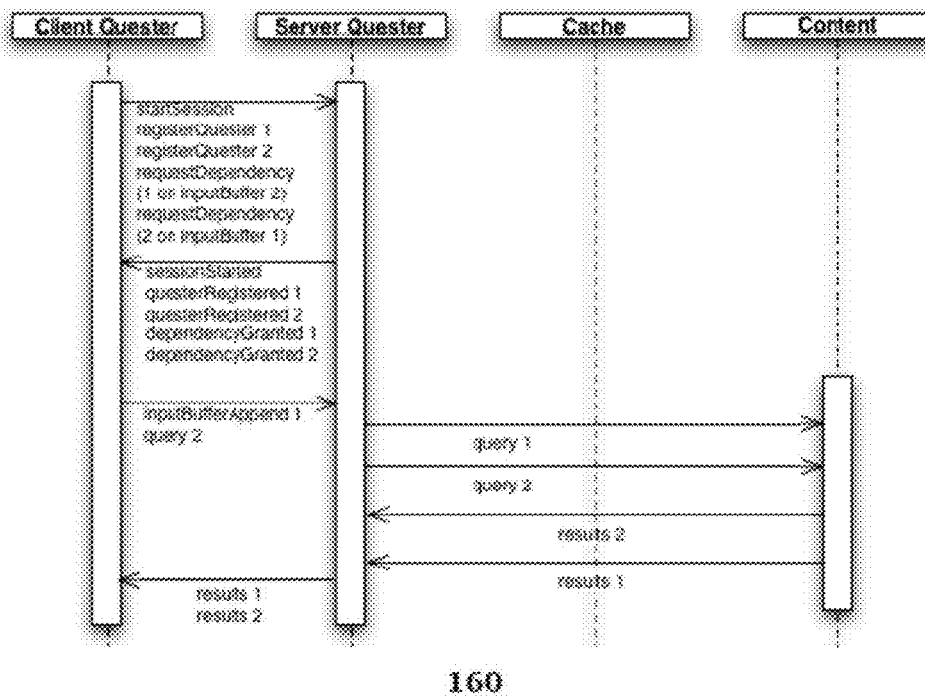 Client Quester
Server Quester
Cache
Content
startSession
registerQuester 1
registerQuester 2
requestDependency
(1 on inputBuffer 2)
requestDependency
(2 on inputBuffer 1)
sessionStarted
questerRegistered 1
questerRegistered 2
dependencyGranted 1
dependencyGranted 2
inputBufferAppend 1
query 2
query 1
query 2
results 2
results 1
results 1
results 2
160